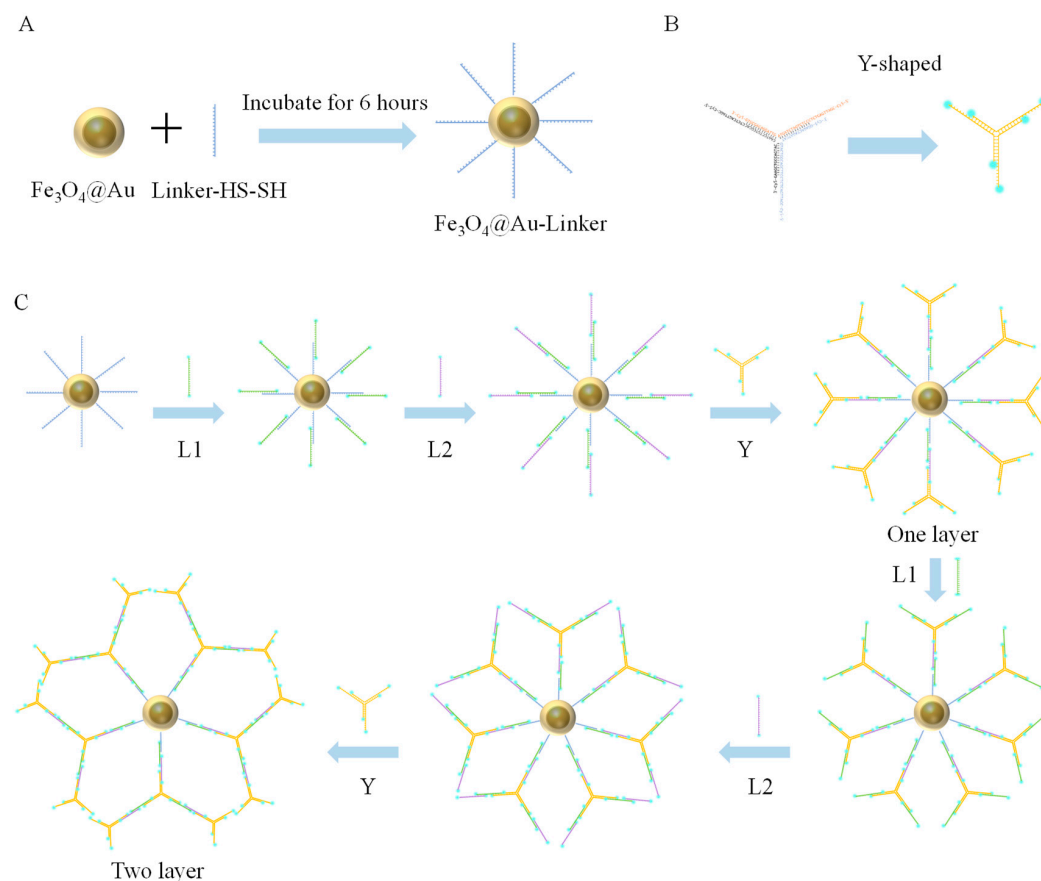 A
B
Y-shaped
Incubate for 6 hours
Fe₃O₄@Au
Linker-HS-SH
Fe₃O₄@Au-Linker
C
L1
L2
Y
One layer
L1
L2
Y
Two layer